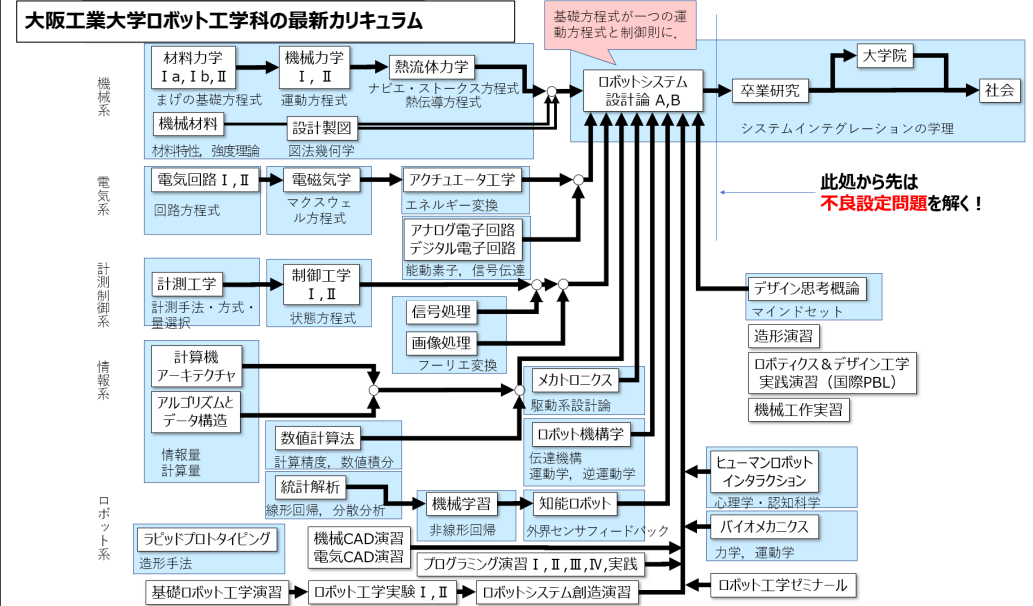 大阪工業大学ロボット工学科の最新カリキュラム
基礎方程式が一つの運
動方程式と制御則に.
機械系
材料力学
Ⅰa,Ⅰb,Ⅱ
まげの基礎方程式
機械力学
Ⅰ,Ⅱ
運動方程式
熱流体力学
ナビエ・ストークス方程式
熱伝導方程式
機械材料
材料特性,強度理論
設計製図
図法幾何学
ロボットシステム
設計論 A,B
卒業研究
大学院
社会
システムインテグレーションの学理
電気系
電気回路Ⅰ,Ⅱ
回路方程式
電磁気学
マクスウェ
ル方程式
アクチュエータ工学
エネルギー変換
アナログ電子回路
デジタル電子回路
能動素子,信号伝達
此処から先は
不良設定問題を解く！
計測制御系
計測工学
計測手法・方式・
量選択
制御工学
Ⅰ,Ⅱ
状態方程式
信号処理
画像処理
フーリエ変換
デザイン思考概論
マインドセット
造形演習
ロボティクス＆デザイン工学
実践演習（国際PBL）
機械工作実習
情報系
計算機
アーキテクチャ
アルゴリズムと
データ構造
情報量
計算量
数値計算法
計算精度,数値積分
メカトロニクス
駆動系設計論
ロボット機構学
伝達機構
運動学,逆運動学
ロボット系
統計解析
線形回帰,分散分析
機械学習
非線形回帰
知能ロボット
外界センサフィードバック
ヒューマンロボット
インタラクション
心理学・認知科学
バイオメカニクス
力学,運動学
ラピッドプロトタイピング
造形手法
機械CAD演習
電気CAD演習
プログラミング演習Ⅰ,Ⅱ,Ⅲ,Ⅳ,実践
基礎ロボット工学演習
ロボット工学実験Ⅰ,Ⅱ
ロボットシステム創造演習
ロボット工学ゼミナール